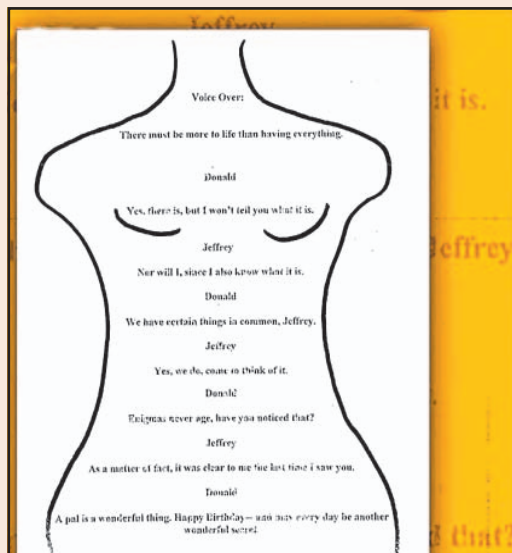 Jeffrey
it is.
Jeffrey
that?
Voice Over:
There must be more to life than having everything.
Donald
Yes, there is, but I won't tell you what it is.
Jeffrey
Nor will I, since I also know what it is.
Donald
We have certain things in common, Jeffrey.
Jeffrey
Yes, we do, come to think of it.
Donald
Enigmas never age, have you noticed that?
Jeffrey
As a matter of fact, it was clear to me the last time I saw you.
Donald
A pal is a wonderful thing. Happy Birthday — and may every day be another
wonderful secret